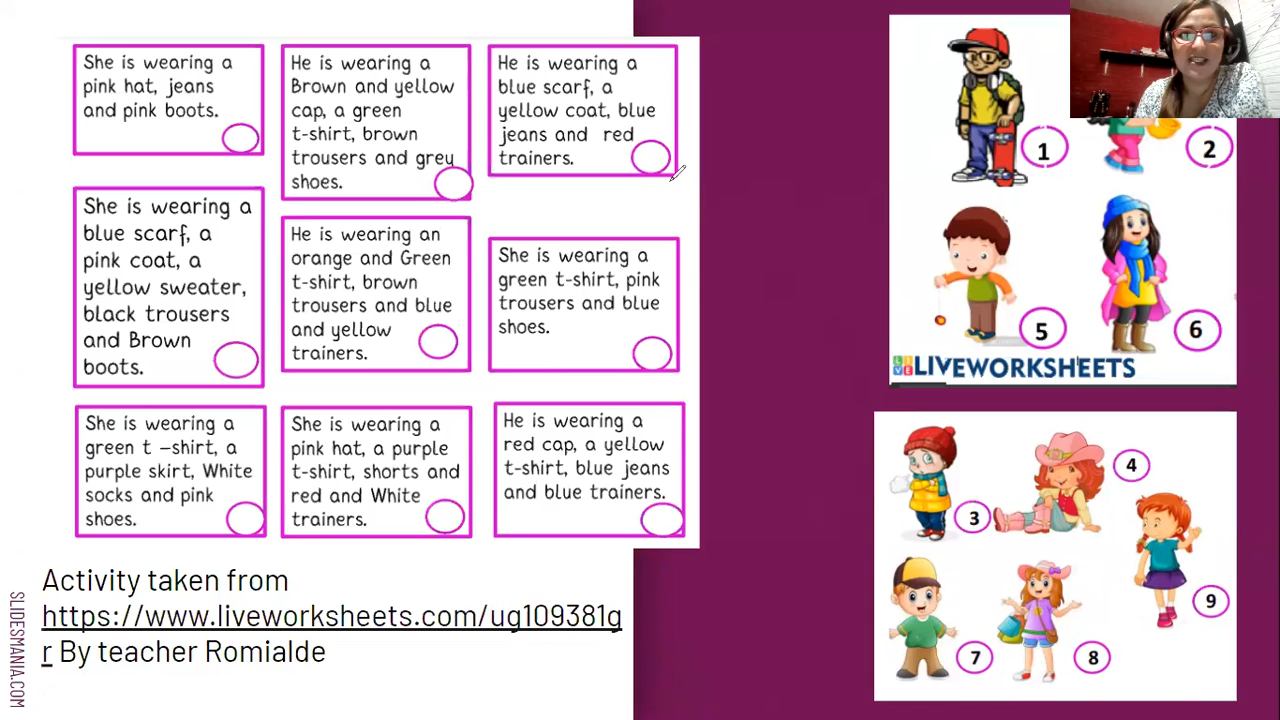 She is wearing a
pink hat, jeans
and pink boots.
He is wearing a
Brown and yellow
cap, a green
t-shirt, brown
trousers and grey
shoes.
He is wearing a
blue scarf, a
yellow coat, blue
jeans and red
trainers.
She is wearing a
blue scarf, a
pink coat, a
yellow sweater,
black trousers
and Brown
boots.
He is wearing an
orange and Green
t-shirt, brown
trousers and blue
and yellow
trainers.
She is wearing a
green t-shirt, pink
trousers and blue
shoes.
She is wearing a
green t –shirt, a
purple skirt, White
socks and pink
shoes.
She is wearing a
pink hat, a purple
t-shirt, shorts and
red and White
trainers.
He is wearing a
red cap, a yellow
t-shirt, blue jeans
and blue trainers.
Activity taken from
https://www.liveworksheets.com/ug109381g
r By teacher Romialde
SLIDESMANIA.COM
1
2
5
6
LIVE LIVEWORKSHEETS
3
4
9
7
8